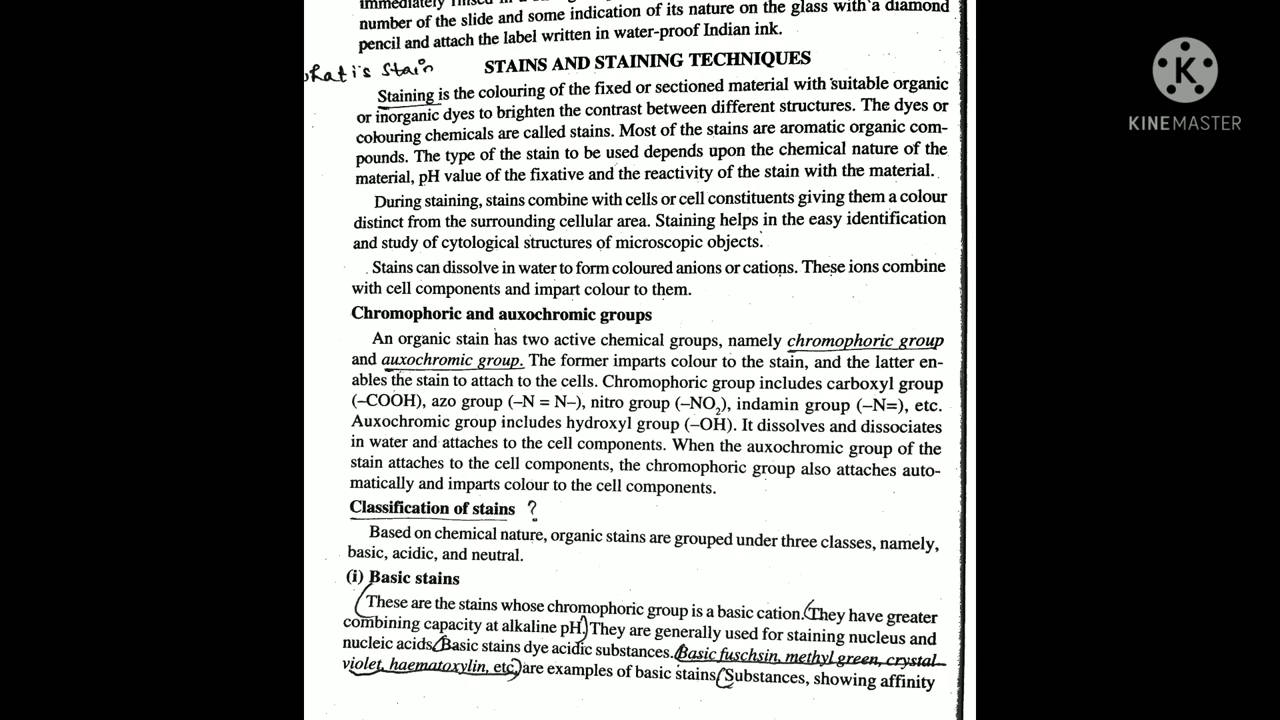 immediately rinsed in a
number of the slide and some indication of its nature on the glass with a diamond
pencil and attach the label written in water-proof Indian ink.
what is stain
STAINS AND STAINING TECHNIQUES
Staining is the colouring of the fixed or sectioned material with suitable organic
or inorganic dyes to brighten the contrast between different structures. The dyes or
colouring chemicals are called stains. Most of the stains are aromatic organic com-
pounds. The type of the stain to be used depends upon the chemical nature of the
material, pH value of the fixative and the reactivity of the stain with the material.
During staining, stains combine with cells or cell constituents giving them a colour
distinct from the surrounding cellular area. Staining helps in the easy identification
and study of cytological structures of microscopic objects.
Stains can dissolve in water to form coloured anions or cations. These ions combine
with cell components and impart colour to them.
Chromophoric and auxochromic groups
An organic stain has two active chemical groups, namely chromophoric group
and auxochromic group. The former imparts colour to the stain, and the latter en-
ables the stain to attach to the cells. Chromophoric group includes carboxyl group
(–COOH), azo group (–N = N–), nitro group (–NO₂), indamin group (–N=), etc.
Auxochromic group includes hydroxyl group (–OH). It dissolves and dissociates
in water and attaches to the cell components. When the auxochromic group of the
stain attaches to the cell components, the chromophoric group also attaches auto-
matically and imparts colour to the cell components.
Classification of stains ?
Based on chemical nature, organic stains are grouped under three classes, namely,
basic, acidic, and neutral.
(i) Basic stains
These are the stains whose chromophoric group is a basic cation. They have greater
combining capacity at alkaline pH. They are generally used for staining nucleus and
nucleic acids. Basic stains dye acidic substances. Basic fuschsin, methyl green, crystal
violet, haematoxylin, etc. are examples of basic stains. Substances, showing affinity
K
KINEMASTER